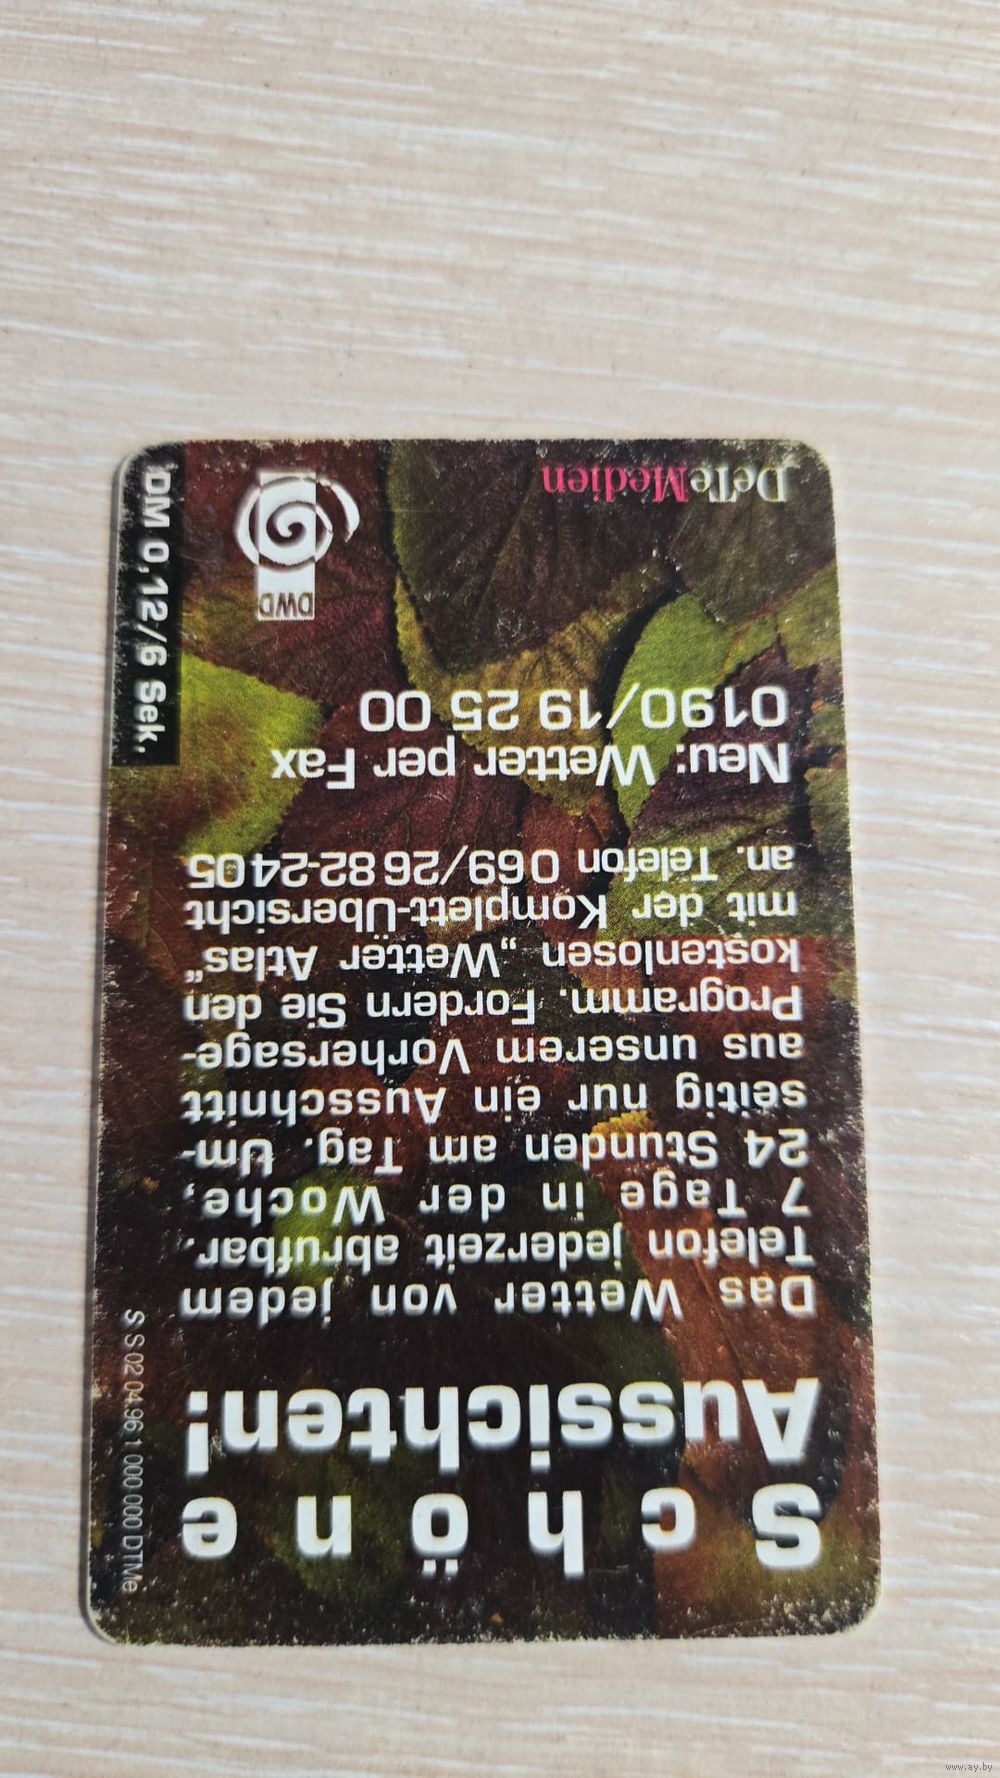 Schöne
Aussichten!
Das Wetter von jedem
Telefon jederzeit abrufbar.
7 Tage in der Woche,
24 Stunden am Tag. Um-
seitig nur ein Ausschnitt
aus unserem Vorhersage-
Programm. Fordern Sie den
kostenlosen „Wetter Atlas“
mit der Komplett-Übersicht
an. Telefon 0 69/26 82-24 05
Neu: Wetter per Fax
0190/19 25 00
DeTeMedien
DWD
DM 0,12/6 Sek.
S S 02 04.96 1 000 000 DTMe
www.ay.by